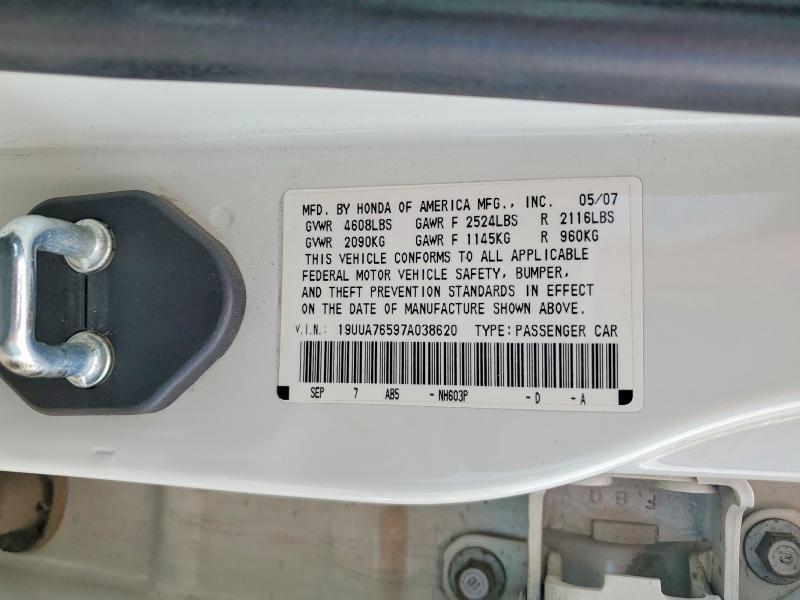 MFD. BY HONDA OF AMERICA MFG., INC. 05/07
GVWR 4608LBS GAWR F 2524LBS R 2116LBS
GVWR 2090KG GAWR F 1145KG R 960KG
THIS VEHICLE CONFORMS TO ALL APPLICABLE
FEDERAL MOTOR VEHICLE SAFETY, BUMPER,
AND THEFT PREVENTION STANDARDS IN EFFECT
ON THE DATE OF MANUFACTURE SHOWN ABOVE.
V.I.N.: 19UUA76597A038620 TYPE: PASSENGER CAR
SEP 7 AB5 - NH603P - D - A